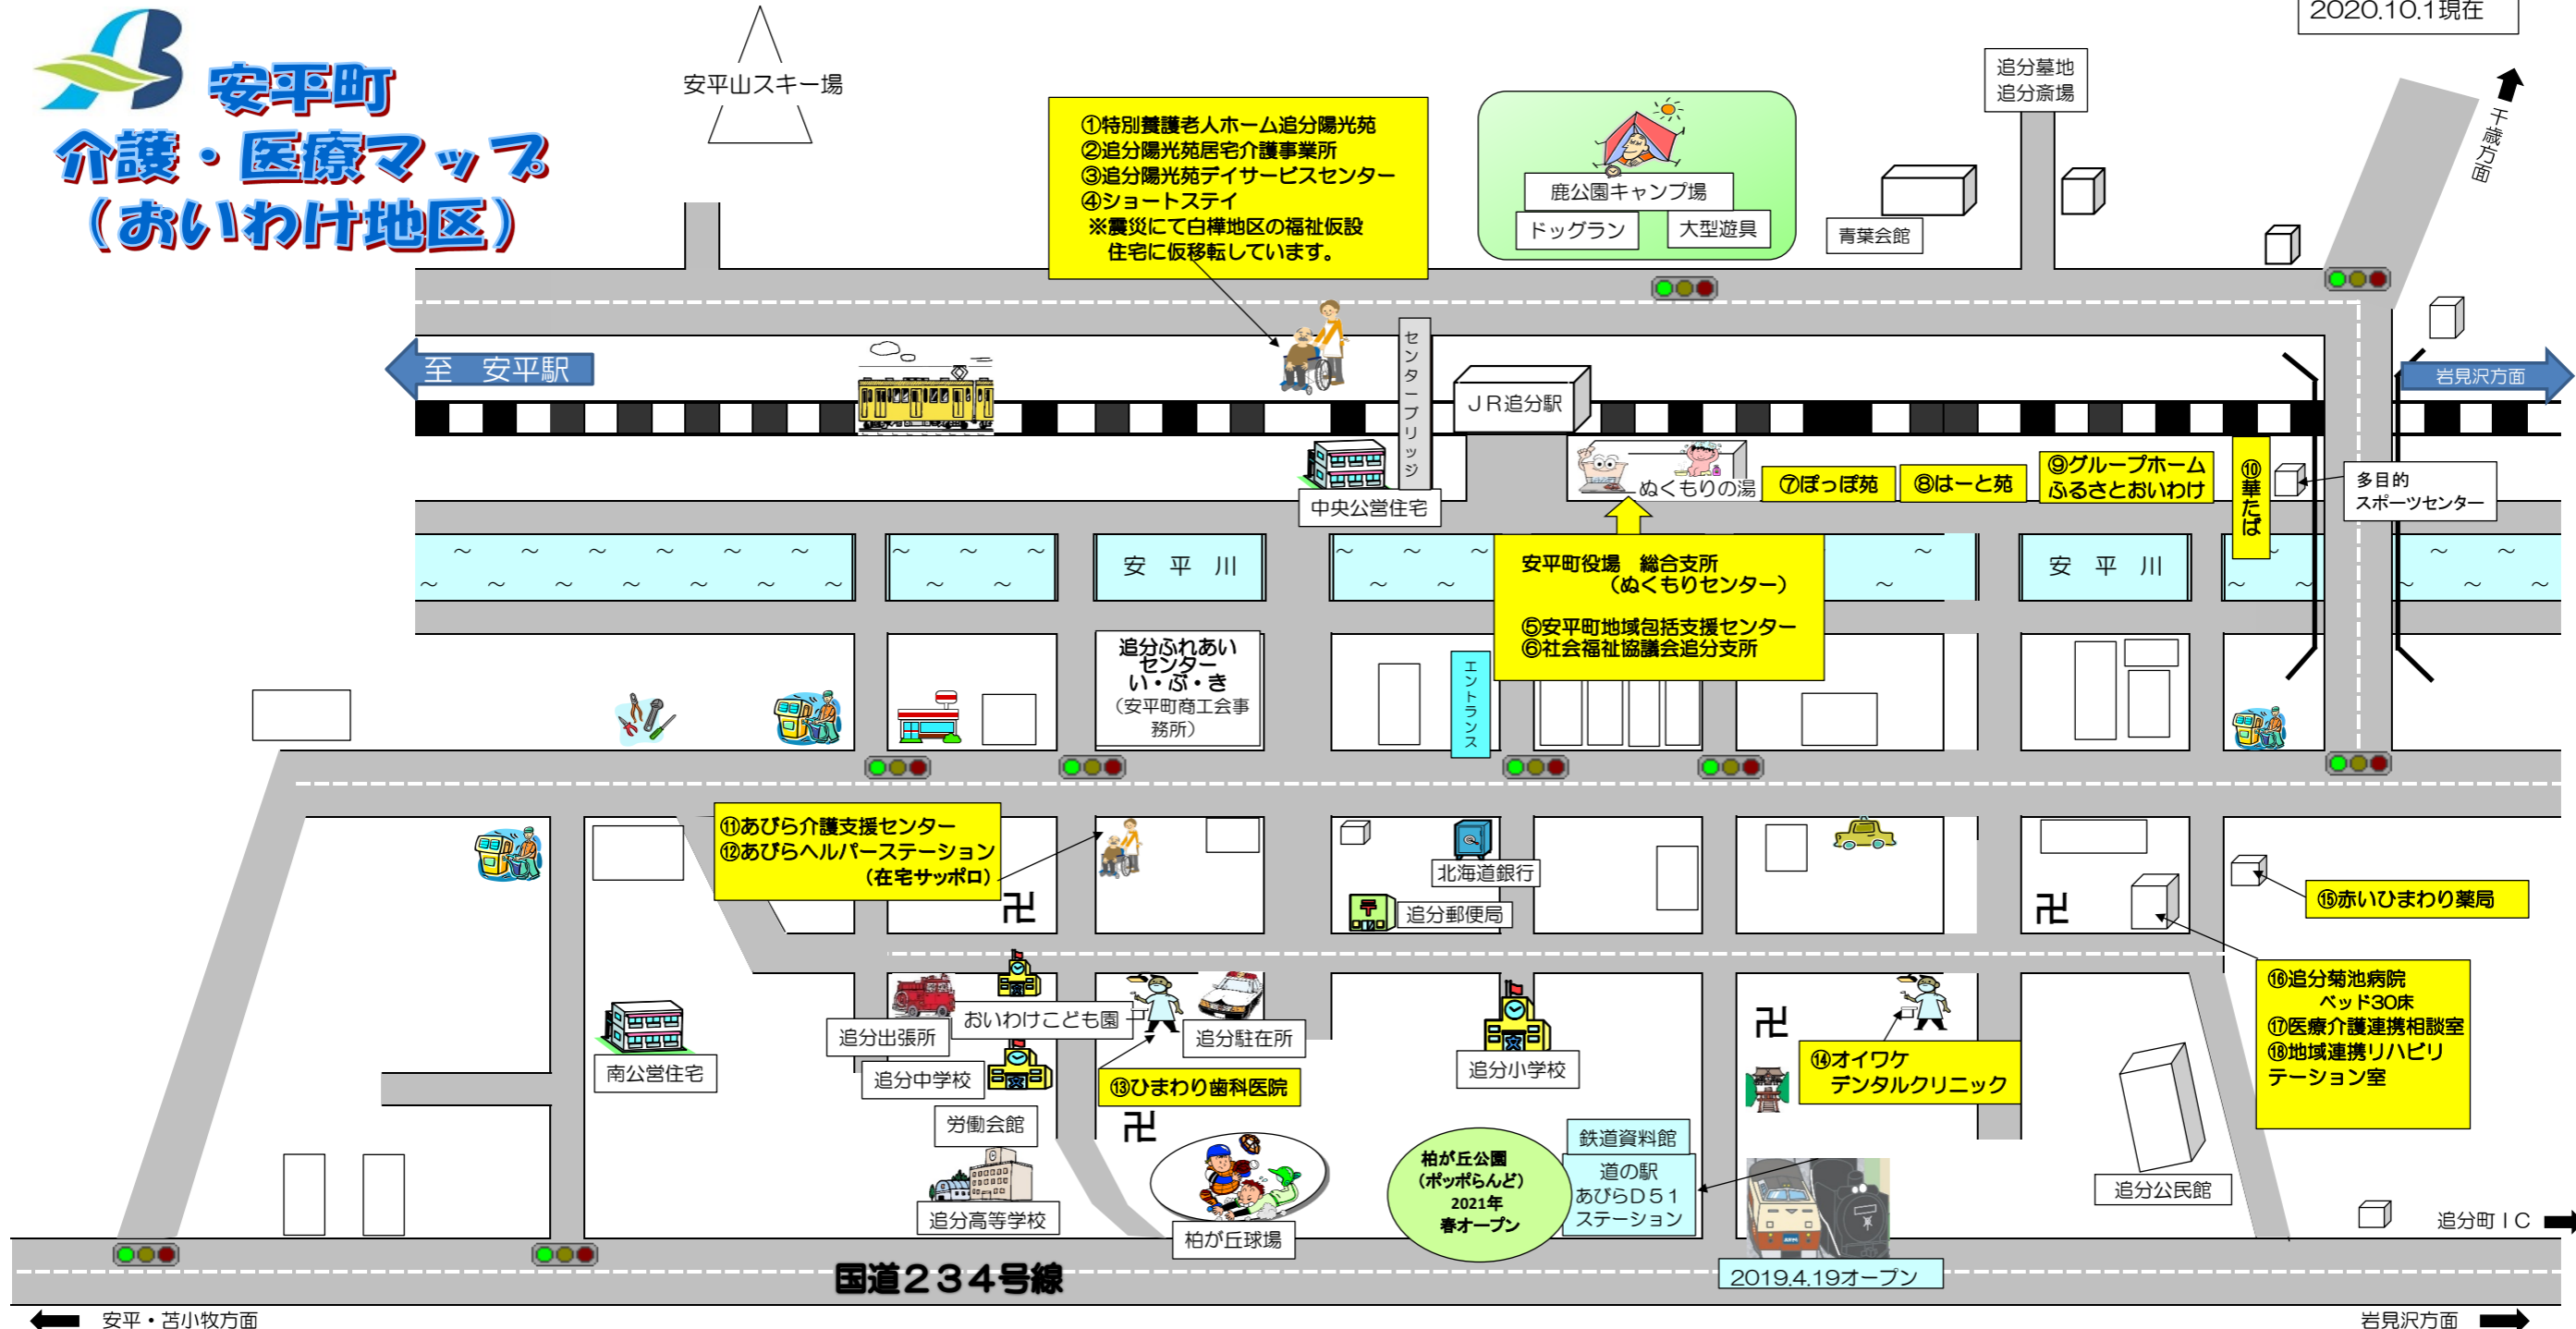 2020.10.1現在
安平町
介護・医療マップ
（おいわけ地区）
安平山スキー場
①特別養護老人ホーム追分陽光苑
②追分陽光苑居宅介護事業所
③追分陽光苑デイサービスセンター
④ショートステイ
※震災にて白樺地区の福祉仮設
住宅に仮移転しています。
鹿公園キャンプ場
ドッグラン
大型遊具
追分墓地
追分斎場
青葉会館
千歳方面
至　安平駅
センターブリッジ
ＪＲ追分駅
岩見沢方面
中央公営住宅
ぬくもりの湯
⑦ぽっぽ苑
⑧はーと苑
⑨グループホーム
ふるさとおいわけ
⑩華たば
多目的
スポーツセンター
安　平　川
安平町役場　総合支所
（ぬくもりセンター）
⑤安平町地域包括支援センター
⑥社会福祉協議会追分支所
安　平　川
追分ふれあい
センター
い・ぶ・き
（安平町商工会事
務所）
エントランス
⑪あびら介護支援センター
⑫あびらヘルパーステーション
（在宅サッポロ）
卍
北海道銀行
追分郵便局
卍
⑮赤いひまわり薬局
⑯追分菊池病院
ベッド30床
⑰医療介護連携相談室
⑱地域連携リハビリ
テーション室
南公営住宅
追分出張所
おいわけこども園
追分駐在所
追分中学校
⑬ひまわり歯科医院
追分小学校
卍
⑭オイワケ
デンタルクリニック
労働会館
卍
追分高等学校
柏が丘球場
柏が丘公園
（ポッポらんど）
2021年
春オープン
鉄道資料館
道の駅
あびらＤ５１
ステーション
2019.4.19オープン
追分公民館
追分町ＩＣ
国道２３４号線
安平・苫小牧方面
岩見沢方面